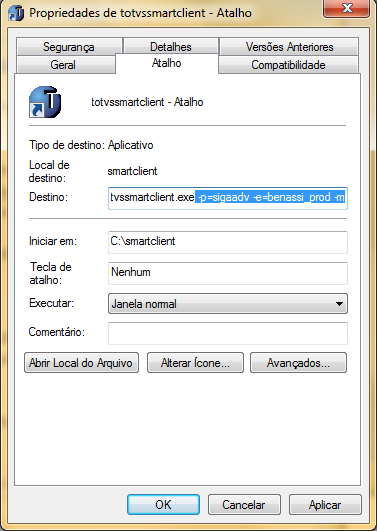 Propriedades de totvssmartclient - Atalho
Segurança Detalhes Versões Anteriores
Geral Atalho Compatibilidade
totvssmartclient - Atalho
Tipo de destino: Aplicativo
Local de destino: smartclient
Destino: tvssmartclient.exe -p=sigaadv -e=benassi_prod -m
Iniciar em: C:\smartclient
Tecla de atalho: Nenhum
Executar: Janela normal
Comentário:
Abrir Local do Arquivo Alterar Ícone... Avançados...
OK Cancelar Aplicar